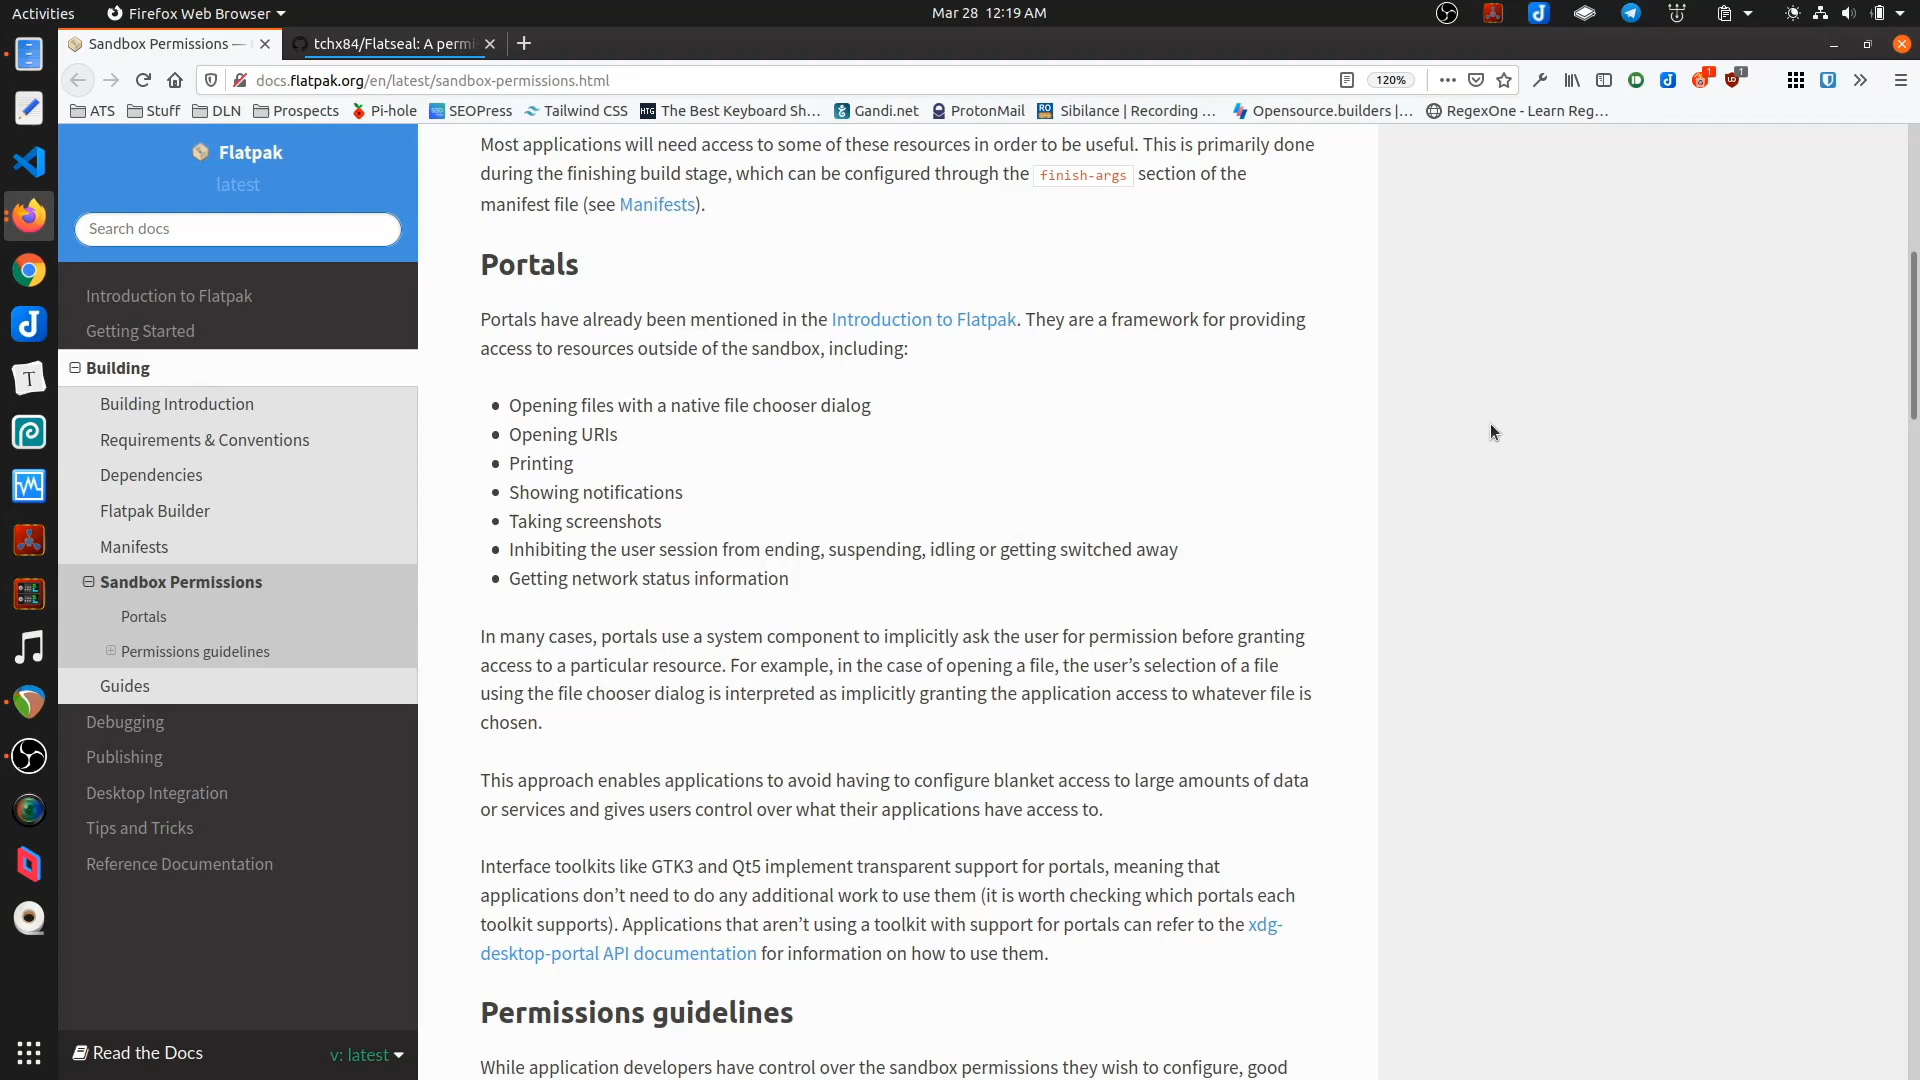 Activities
Firefox Web Browser
Mar 28 12:19 AM
Sandbox Permissions —
tchx84/Flatseal: A permi
docs.flatpak.org/en/latest/sandbox-permissions.html
120%
1
1
ATS
Stuff
DLN
Prospects
Pi-hole
SEOPress
Tailwind CSS
The Best Keyboard Sh...
Gandi.net
ProtonMail
Sibilance | Recording ...
Opensource.builders |...
RegexOne - Learn Reg...
Flatpak
latest
Search docs
Introduction to Flatpak
Getting Started
Building
Building Introduction
Requirements & Conventions
Dependencies
Flatpak Builder
Manifests
Sandbox Permissions
Portals
Permissions guidelines
Guides
Debugging
Publishing
Desktop Integration
Tips and Tricks
Reference Documentation
Read the Docs
v: latest
Most applications will need access to some of these resources in order to be useful. This is primarily done
during the finishing build stage, which can be configured through the finish-args section of the
manifest file (see Manifests).
Portals
Portals have already been mentioned in the Introduction to Flatpak. They are a framework for providing
access to resources outside of the sandbox, including:
• Opening files with a native file chooser dialog
• Opening URIs
• Printing
• Showing notifications
• Taking screenshots
• Inhibiting the user session from ending, suspending, idling or getting switched away
• Getting network status information
In many cases, portals use a system component to implicitly ask the user for permission before granting
access to a particular resource. For example, in the case of opening a file, the user’s selection of a file
using the file chooser dialog is interpreted as implicitly granting the application access to whatever file is
chosen.
This approach enables applications to avoid having to configure blanket access to large amounts of data
or services and gives users control over what their applications have access to.
Interface toolkits like GTK3 and Qt5 implement transparent support for portals, meaning that
applications don’t need to do any additional work to use them (it is worth checking which portals each
toolkit supports). Applications that aren’t using a toolkit with support for portals can refer to the xdg-
desktop-portal API documentation for information on how to use them.
Permissions guidelines
While application developers have control over the sandbox permissions they wish to configure, good